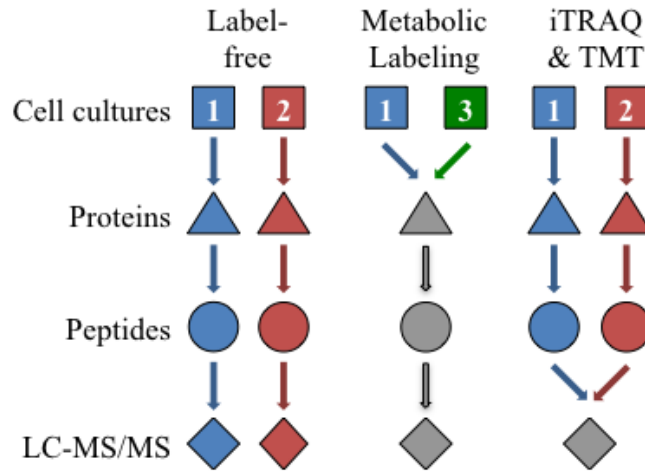 Label-
free
Metabolic
Labeling
iTRAQ
& TMT
Cell cultures 1 2 1 3 1 2
Proteins
Peptides
LC-MS/MS